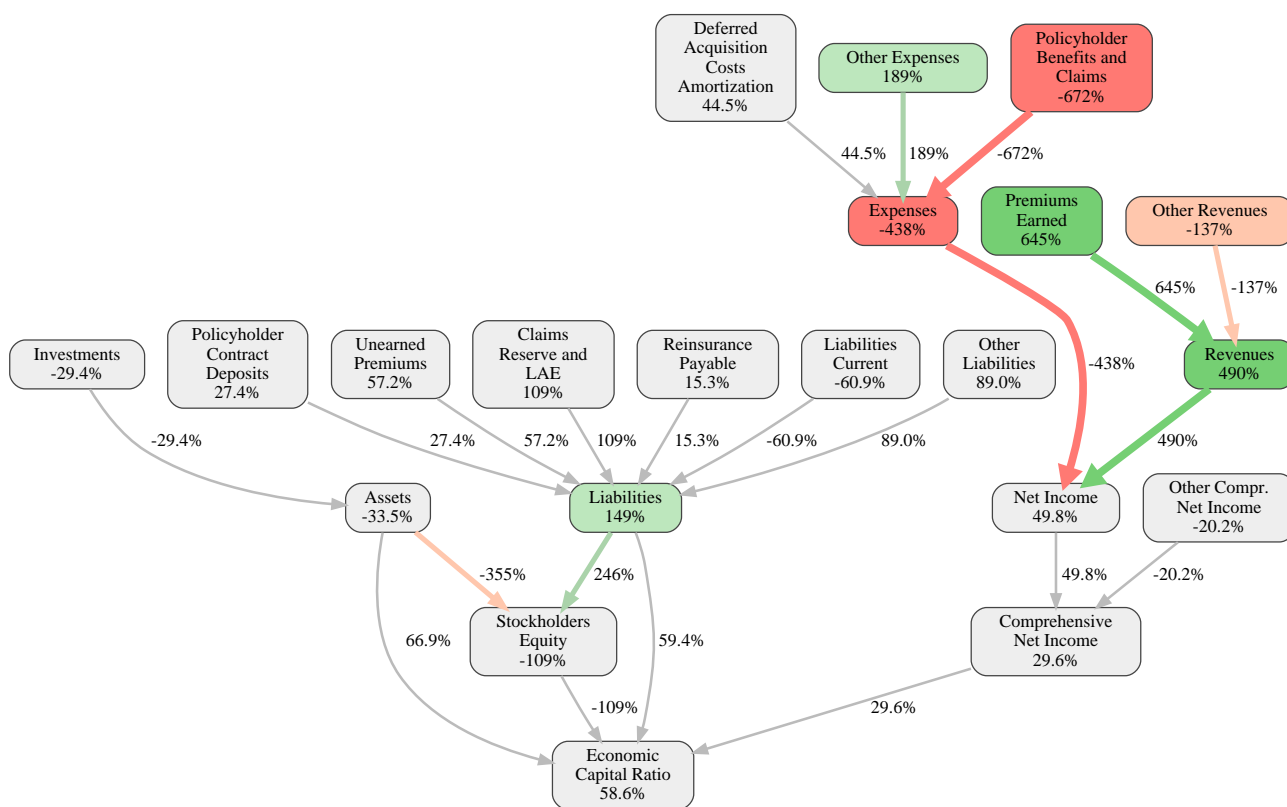 Deferred
Acquisition
Costs
Amortization
44.5%
Other Expenses
189%
Policyholder
Benefits and
Claims
-672%
44.5%
189%
-672%
Expenses
-438%
Premiums
Earned
645%
Other Revenues
-137%
645%
-137%
Investments
-29.4%
Policyholder
Contract
Deposits
27.4%
Unearned
Premiums
57.2%
Claims
Reserve and
LAE
109%
Reinsurance
Payable
15.3%
Liabilities
Current
-60.9%
Other
Liabilities
89.0%
-438%
Revenues
490%
-29.4%
27.4%
57.2%
109%
15.3%
-60.9%
89.0%
490%
Assets
-33.5%
Liabilities
149%
Net Income
49.8%
Other Compr.
Net Income
-20.2%
-355%
246%
49.8%
-20.2%
Stockholders
Equity
-109%
Comprehensive
Net Income
29.6%
66.9%
59.4%
-109%
29.6%
Economic
Capital Ratio
58.6%